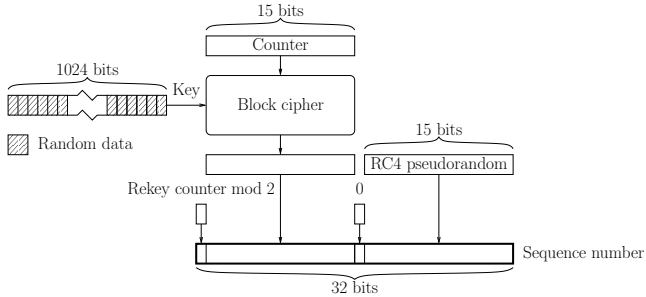 15 bits
Counter
1024 bits
Key
Block cipher
Random data
15 bits
RC4 pseudorandom
Rekey counter mod 2
0
Sequence number
32 bits